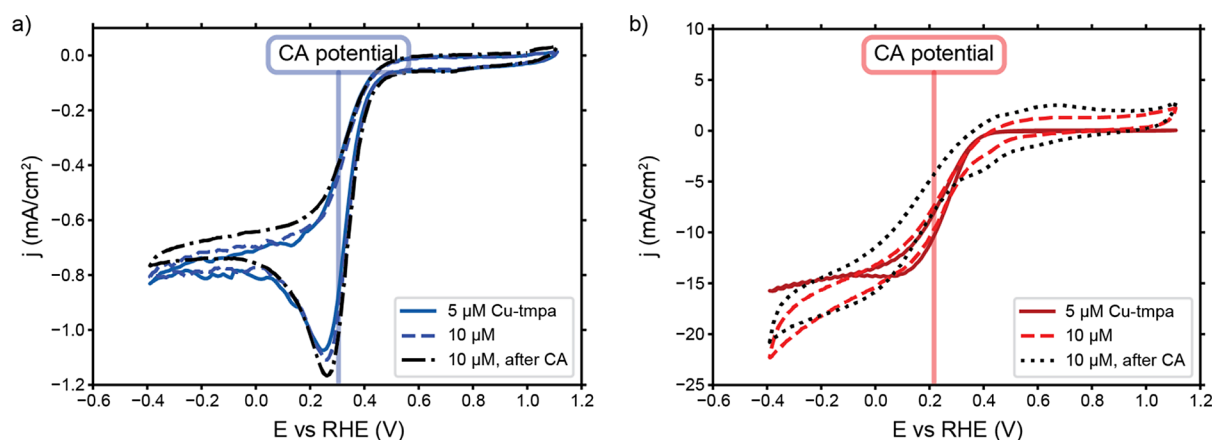 a)
CA potential
0.0
−0.2
−0.4
−0.6
−0.8
−1.0
−1.2
j (mA/cm²)
5 µM Cu-tmpa
10 µM
10 µM, after CA
−0.6 −0.4 −0.2 0.0 0.2 0.4 0.6 0.8 1.0 1.2
E vs RHE (V)
b)
CA potential
10
5
0
−5
−10
−15
−20
−25
j (mA/cm²)
5 µM Cu-tmpa
10 µM
10 µM, after CA
−0.6 −0.4 −0.2 0.0 0.2 0.4 0.6 0.8 1.0 1.2
E vs RHE (V)